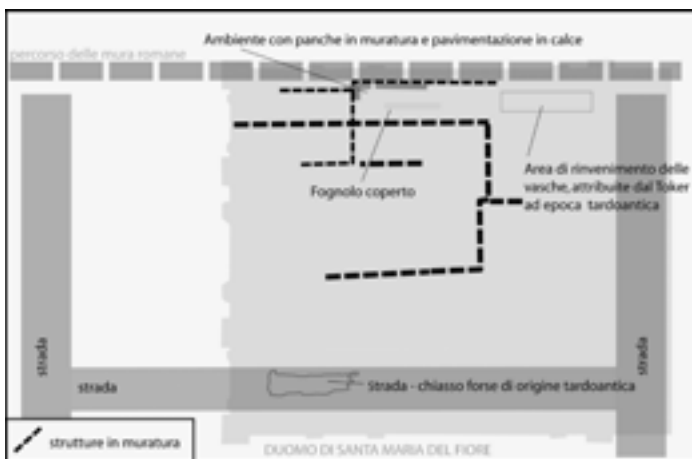 Ambiente con panche in muratura e pavimentazione in calce
percorso delle mura romane
Fognolo coperto
Area di rinvenimento delle
vasche, attribuite dal Toker
ad epoca tardoantica
strada
strada
strada
Strada - chiasso forse di origine tardoantica
strutture in muratura
DUOMO DI SANTA MARIA DEL FIORE